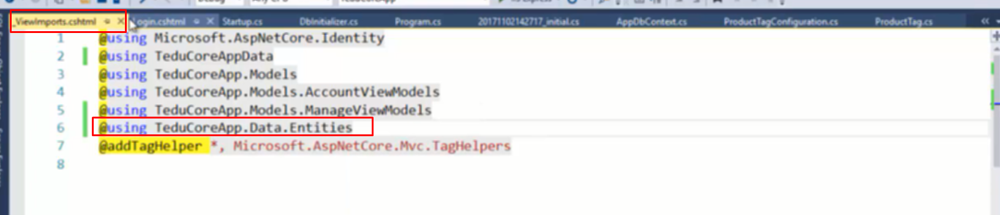 _ViewImports.cshtml Login.cshtml Startup.cs DbInitializer.cs Program.cs 20171102142717_initial.cs AppDbContext.cs ProductTagConfiguration.cs ProductTag.cs
1 @using Microsoft.AspNetCore.Identity
2 @using TeduCoreAppData
3 @using TeduCoreApp.Models
4 @using TeduCoreApp.Models.AccountViewModels
5 @using TeduCoreApp.Models.ManageViewModels
6 @using TeduCoreApp.Data.Entities
7 @addTagHelper *, Microsoft.AspNetCore.Mvc.TagHelpers
8